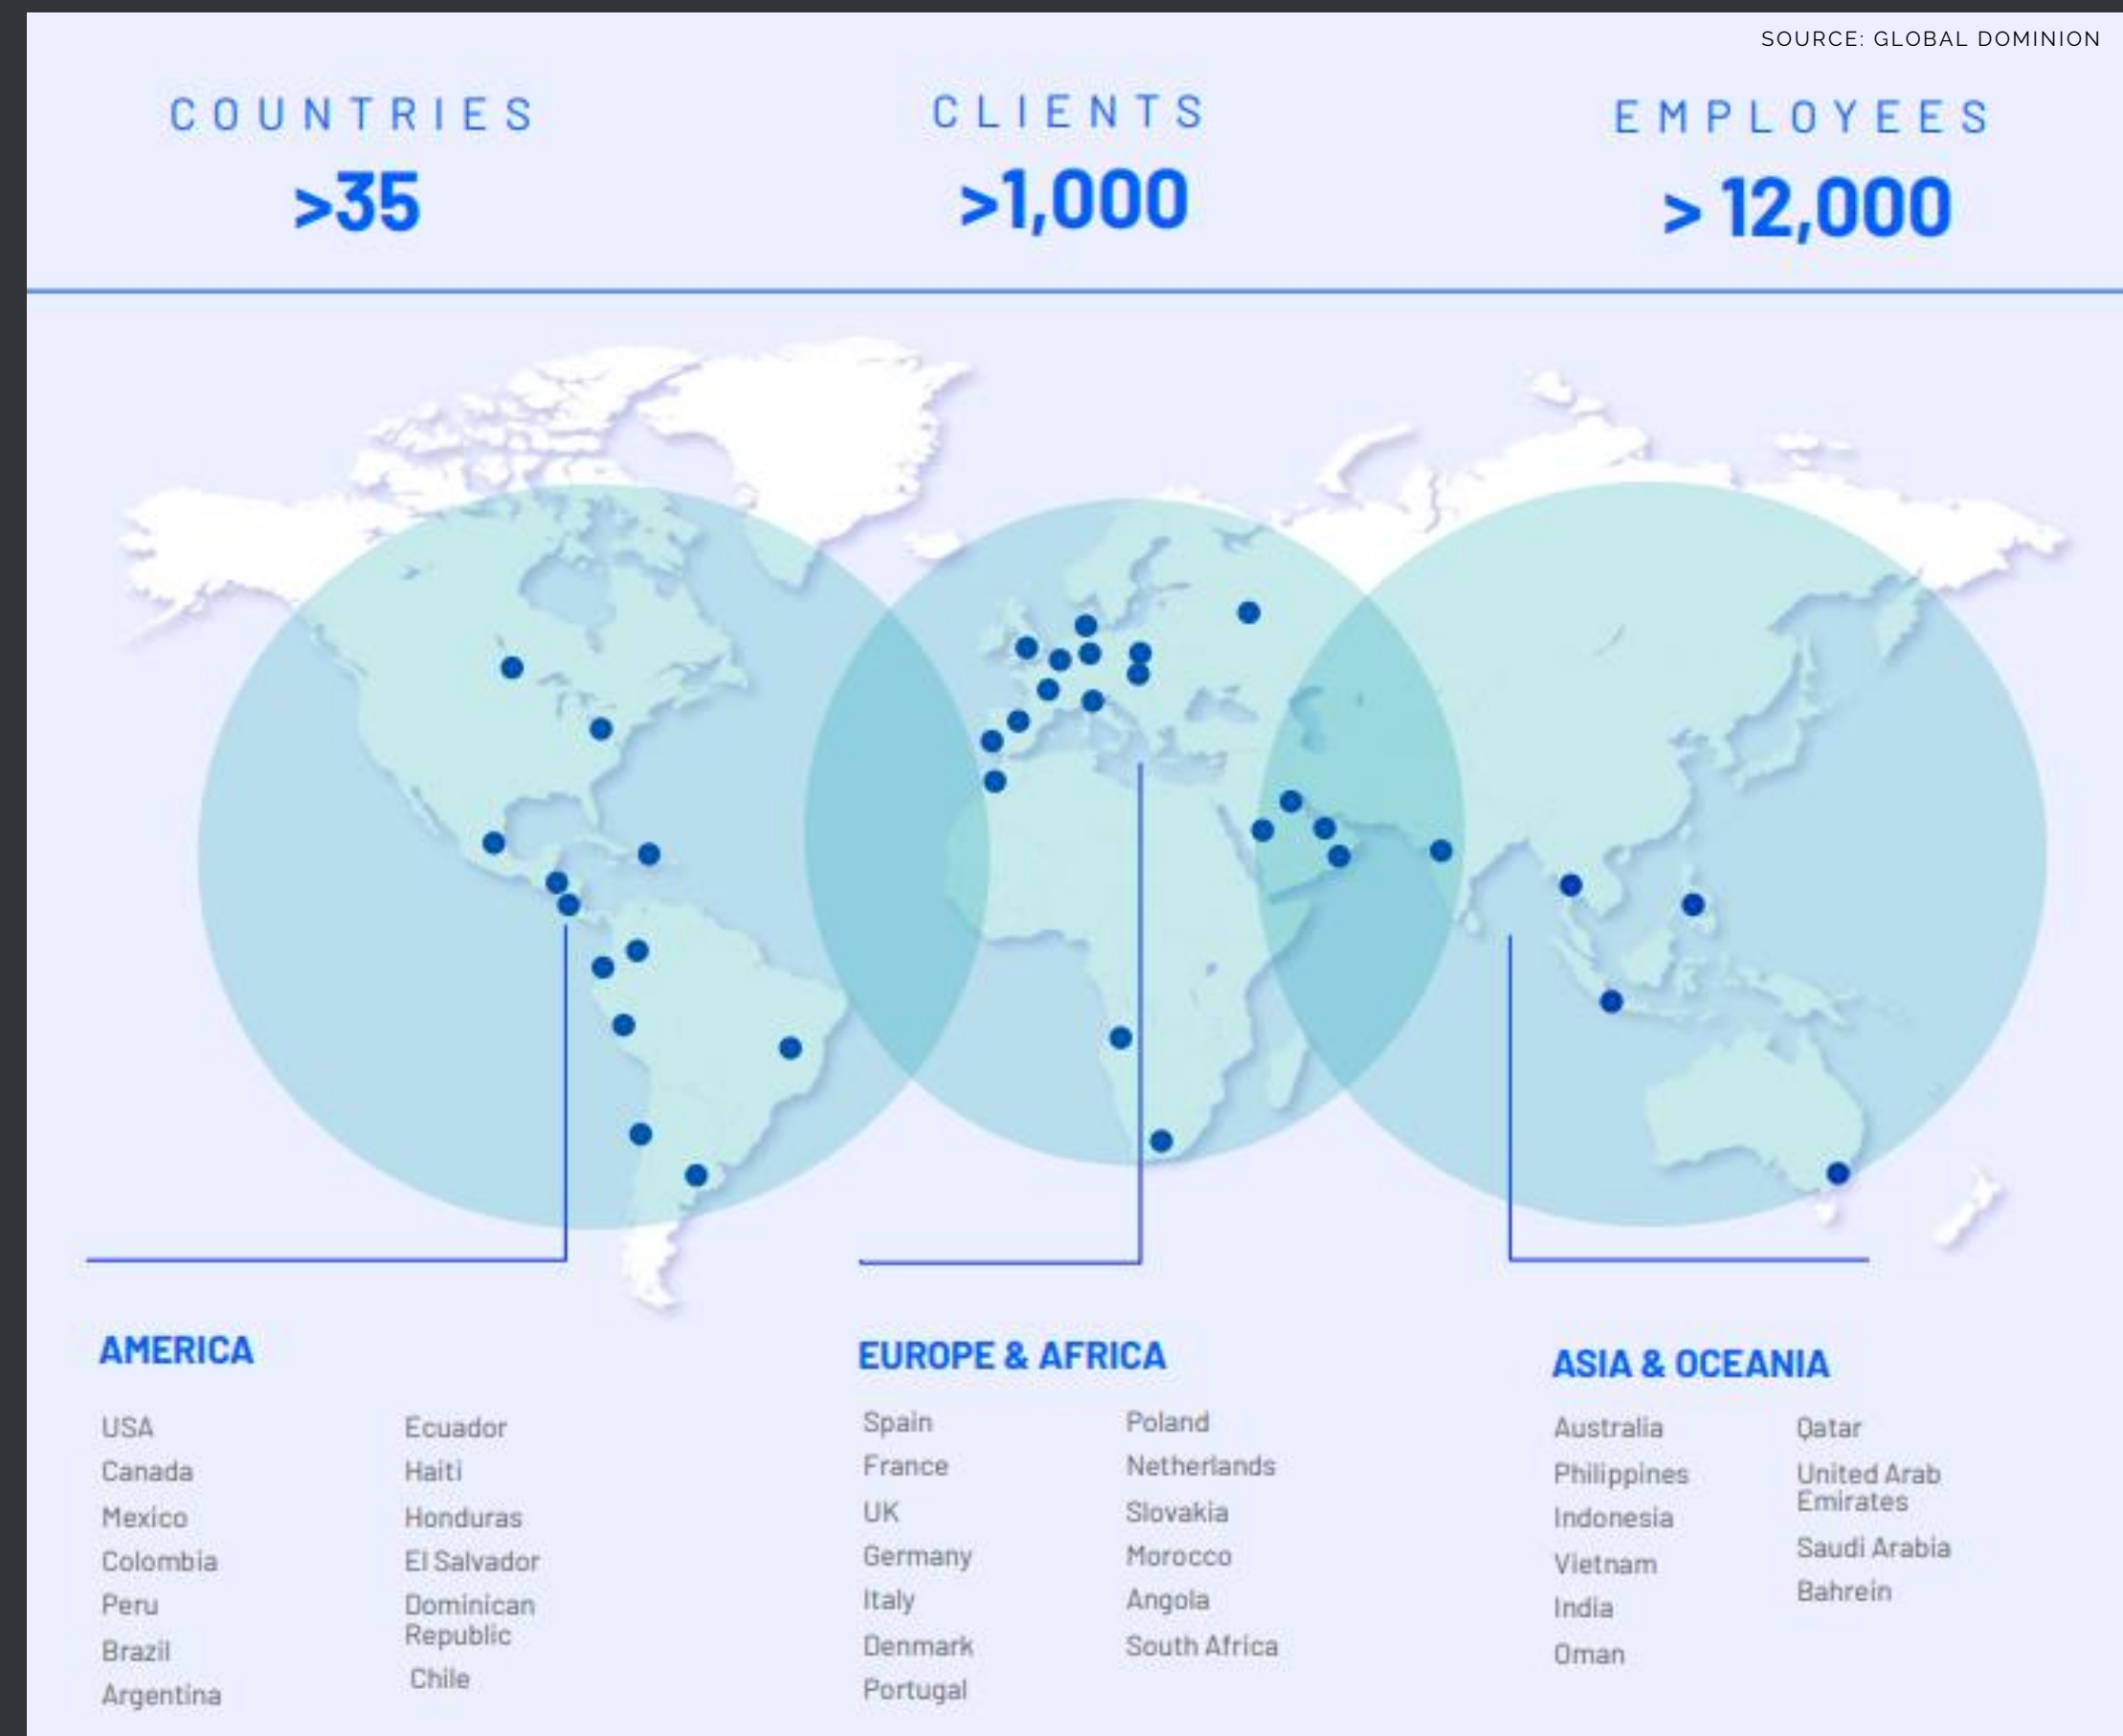 SOURCE: GLOBAL DOMINION
COUNTRIES
>35
CLIENTS
>1,000
EMPLOYEES
> 12,000
AMERICA
USA
Canada
Mexico
Colombia
Peru
Brazil
Argentina
Ecuador
Haiti
Honduras
El Salvador
Dominican
Republic
Chile
EUROPE & AFRICA
Spain
France
UK
Germany
Italy
Denmark
Portugal
Poland
Netherlands
Slovakia
Morocco
Angola
South Africa
ASIA & OCEANIA
Australia
Philippines
Indonesia
Vietnam
India
Oman
Qatar
United Arab
Emirates
Saudi Arabia
Bahrein